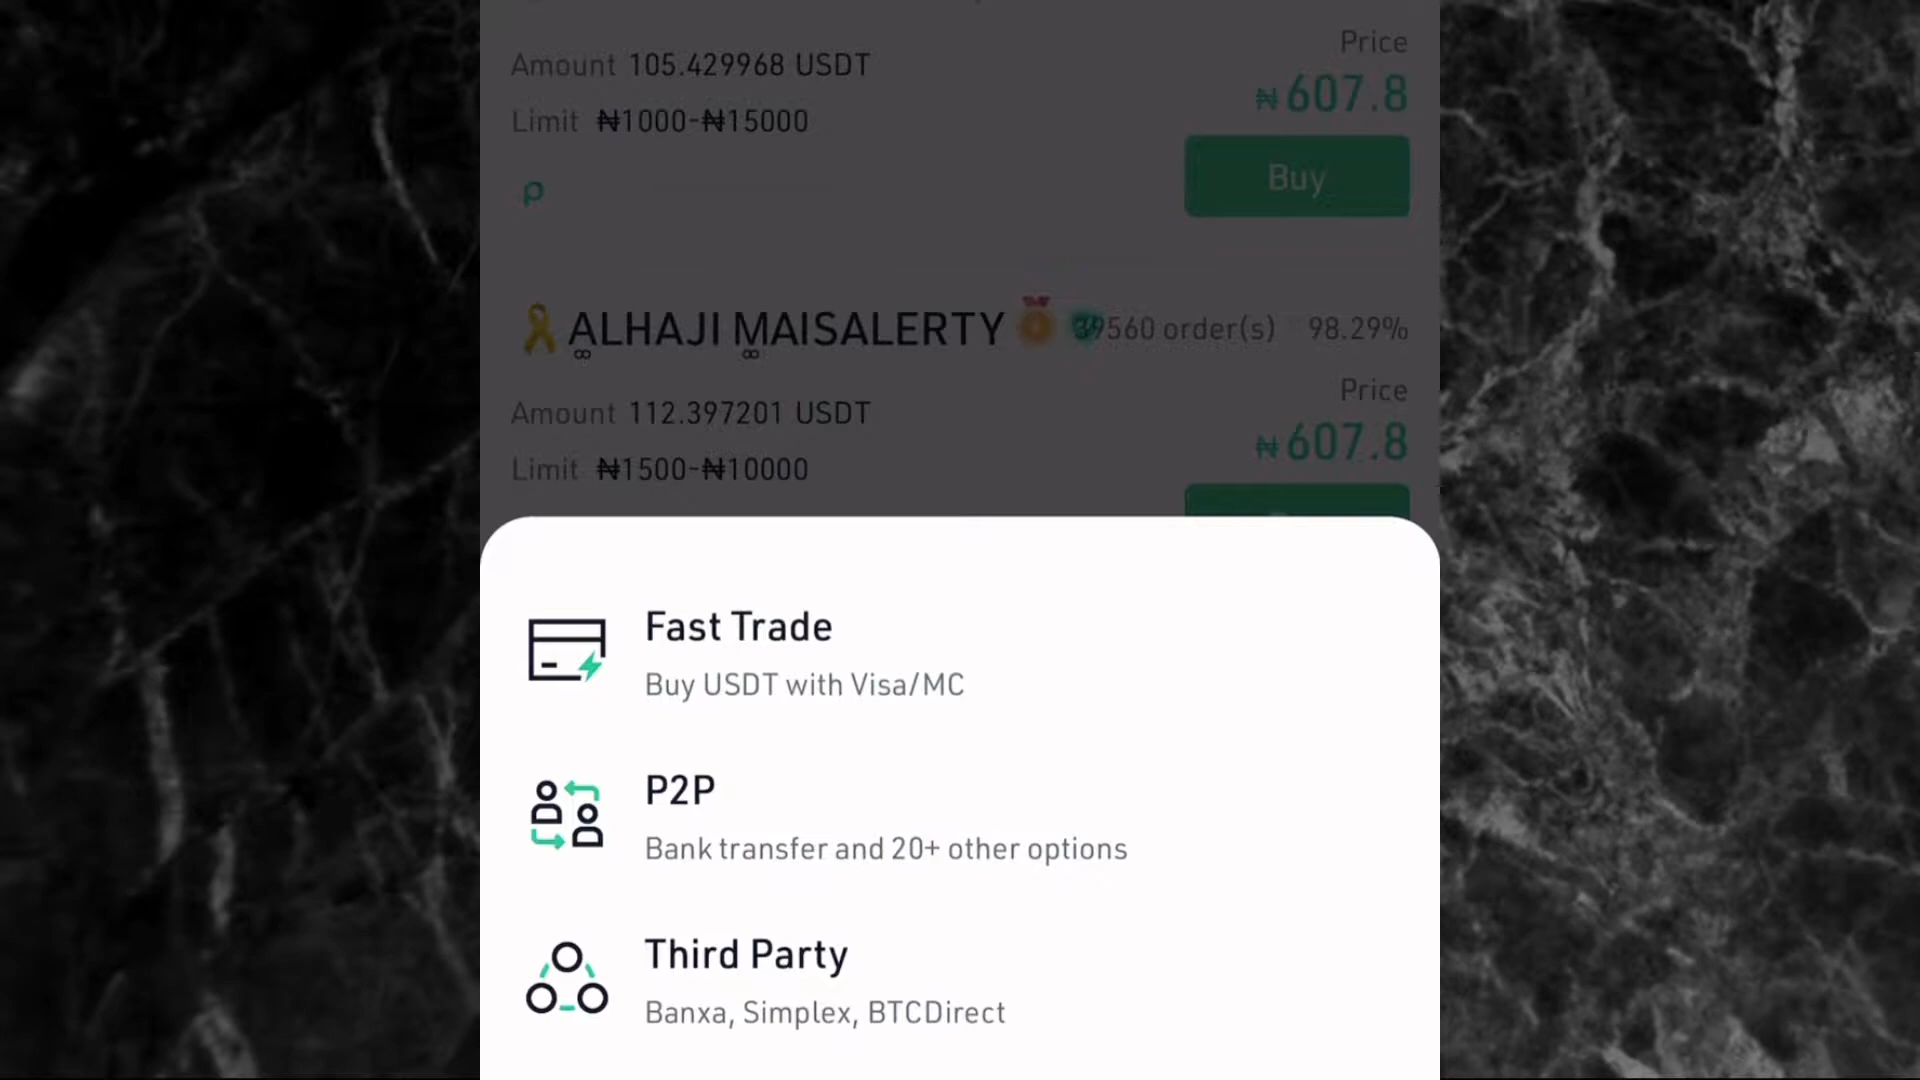 Price
Amount 105.429968 USDT
₦607.8
Limit ₦1000-₦15000
Buy
ALHAJI MAISALERTY
39560 order(s) 98.29%
Price
Amount 112.397201 USDT
₦607.8
Limit ₦1500-₦10000
Fast Trade
Buy USDT with Visa/MC
P2P
Bank transfer and 20+ other options
Third Party
Banxa, Simplex, BTCDirect